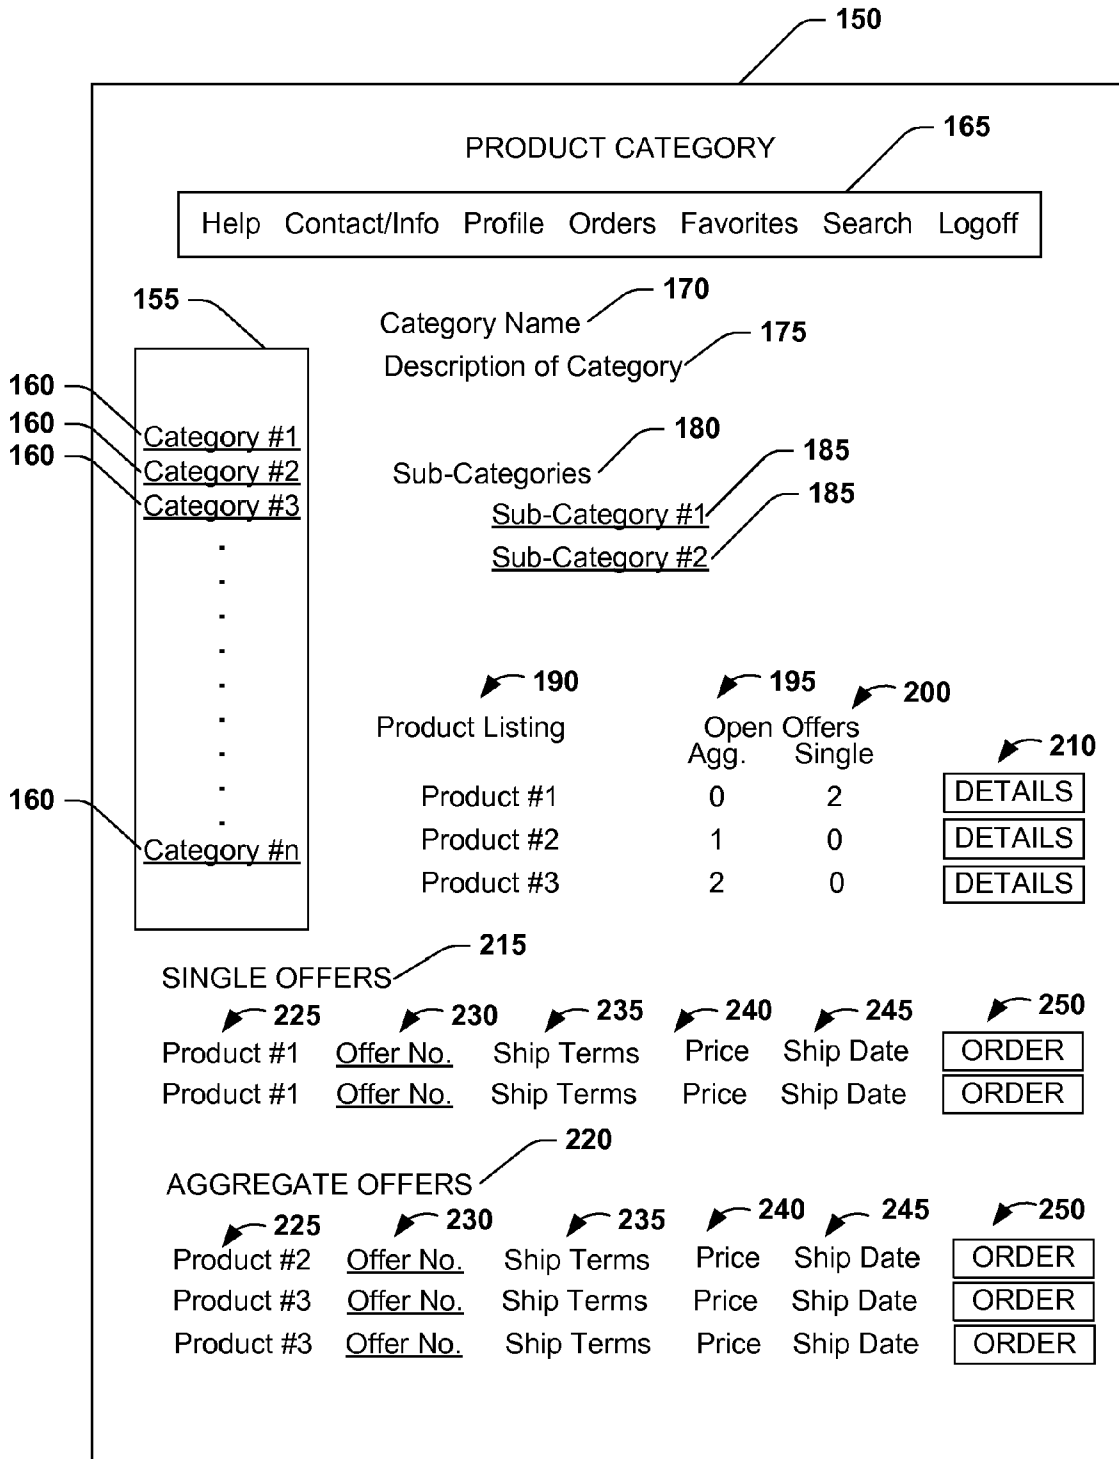 150
PRODUCT CATEGORY
165
Help Contact/Info Profile Orders Favorites Search Logoff
155
170
Category Name
175
Description of Category
160
Category #1
160
Category #2
160
Category #3
.
.
.
.
.
.
.
.
.
160
Category #n
180
Sub-Categories
185
Sub-Category #1
185
Sub-Category #2
190 195 200
Product Listing Open Offers
Agg. Single
210
Product #1 0 2 DETAILS
Product #2 1 0 DETAILS
Product #3 2 0 DETAILS
215
SINGLE OFFERS
225 230 235 240 245 250
Product #1 Offer No. Ship Terms Price Ship Date ORDER
Product #1 Offer No. Ship Terms Price Ship Date ORDER
220
AGGREGATE OFFERS
225 230 235 240 245 250
Product #2 Offer No. Ship Terms Price Ship Date ORDER
Product #3 Offer No. Ship Terms Price Ship Date ORDER
Product #3 Offer No. Ship Terms Price Ship Date ORDER